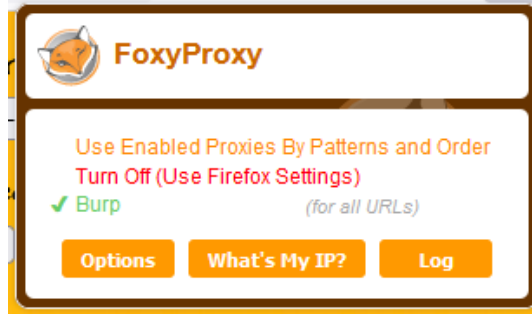 FoxyProxy
Use Enabled Proxies By Patterns and Order
Turn Off (Use Firefox Settings)
Burp (for all URLs)
Options What's My IP? Log